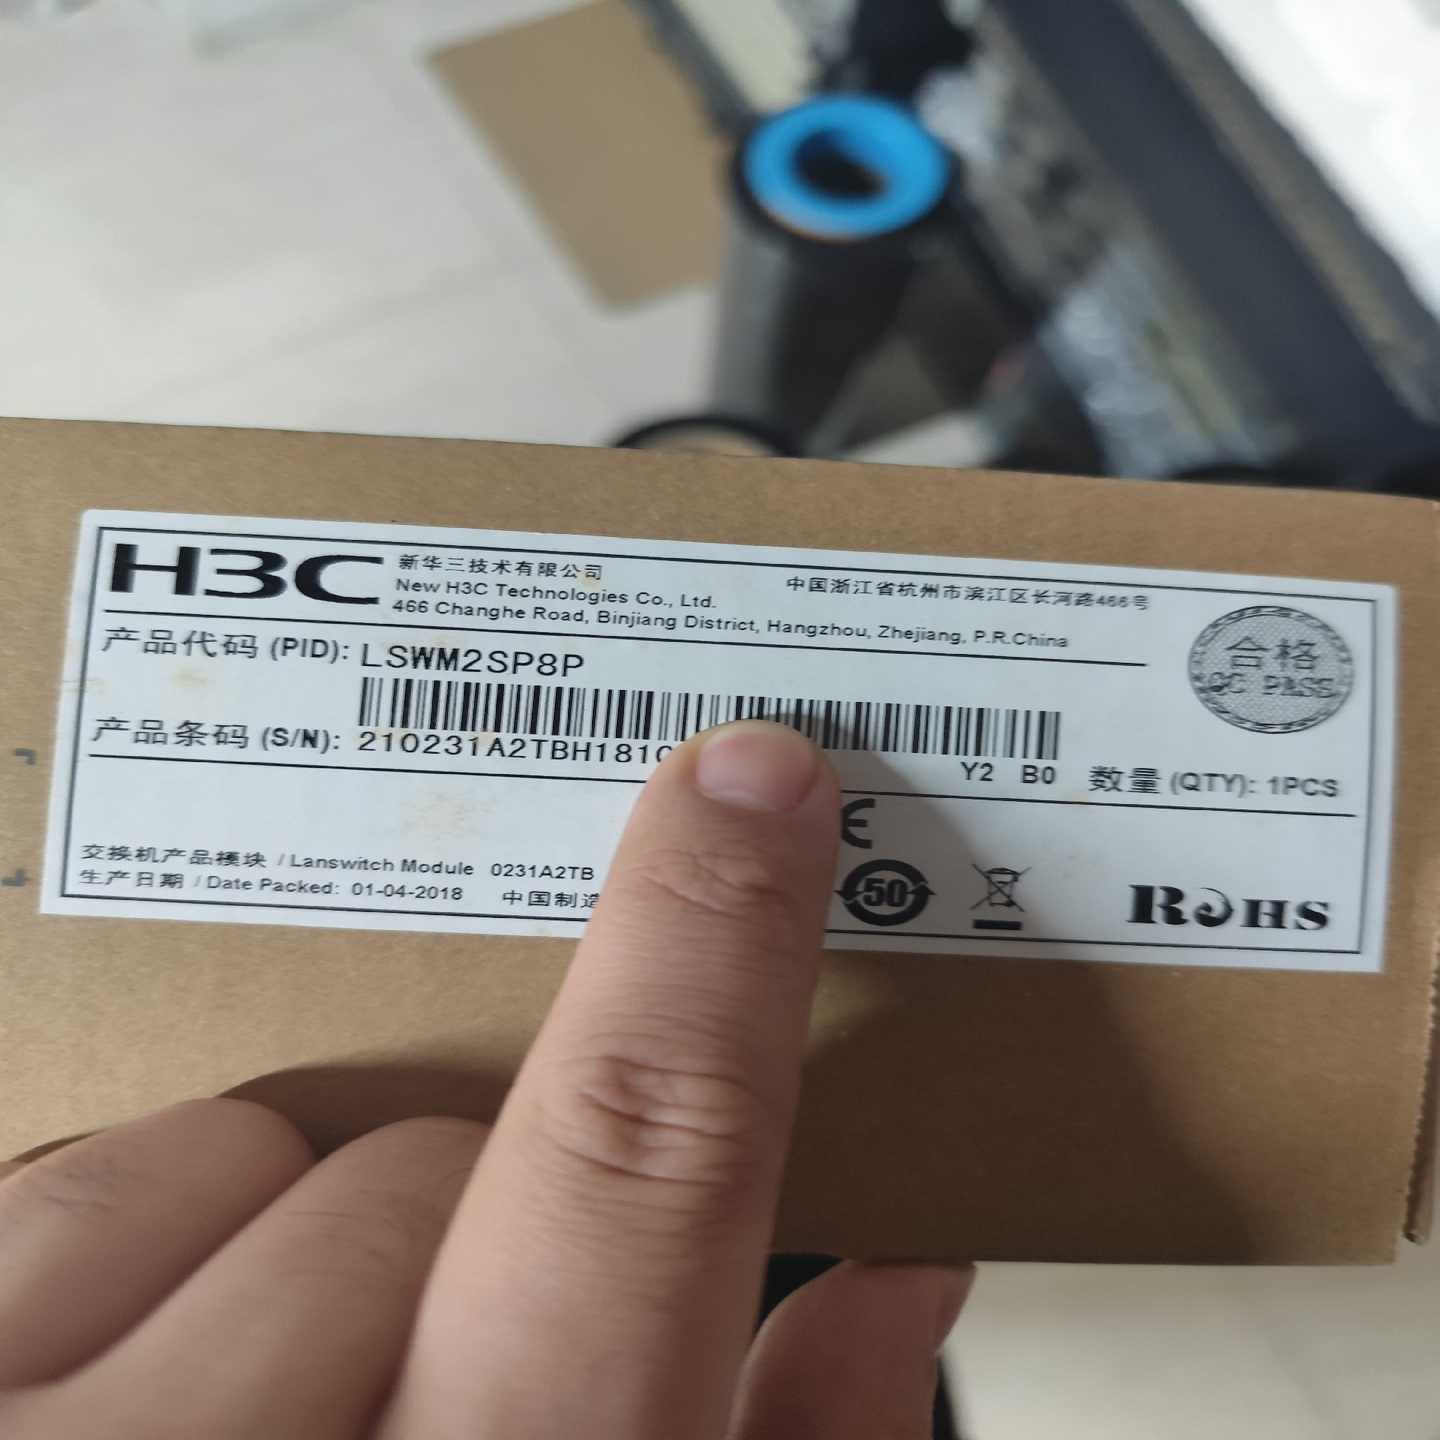 H3C
新华三技术有限公司
New H3C Technologies Co., Ltd.
中国浙江省杭州市滨江区长河路466号
466 Changhe Road, Binjiang District, Hangzhou, Zhejiang, P.R.China
合格
QC PASS
产品代码 (PID): LSWM2SP8P
产品条码 (S/N): 210231A2TBH181
Y2 B0
数量 (QTY): 1PCS
交换机产品模块 / Lanswitch Module 0231A2TB
生产日期 / Date Packed: 01-04-2018 中国制造
CE
50
RoHS